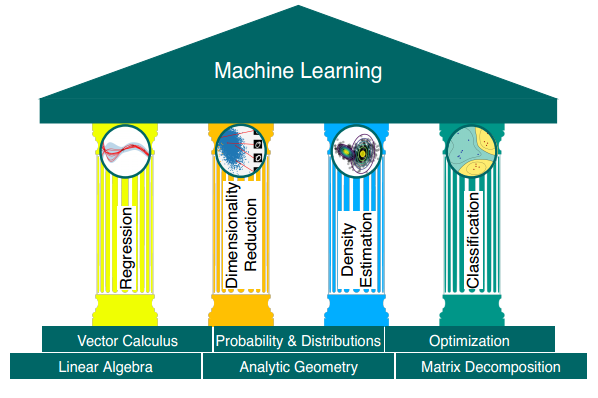 Machine Learning
Regression
Dimensionality
Reduction
Density
Estimation
Classification
Vector Calculus
Probability & Distributions
Optimization
Linear Algebra
Analytic Geometry
Matrix Decomposition